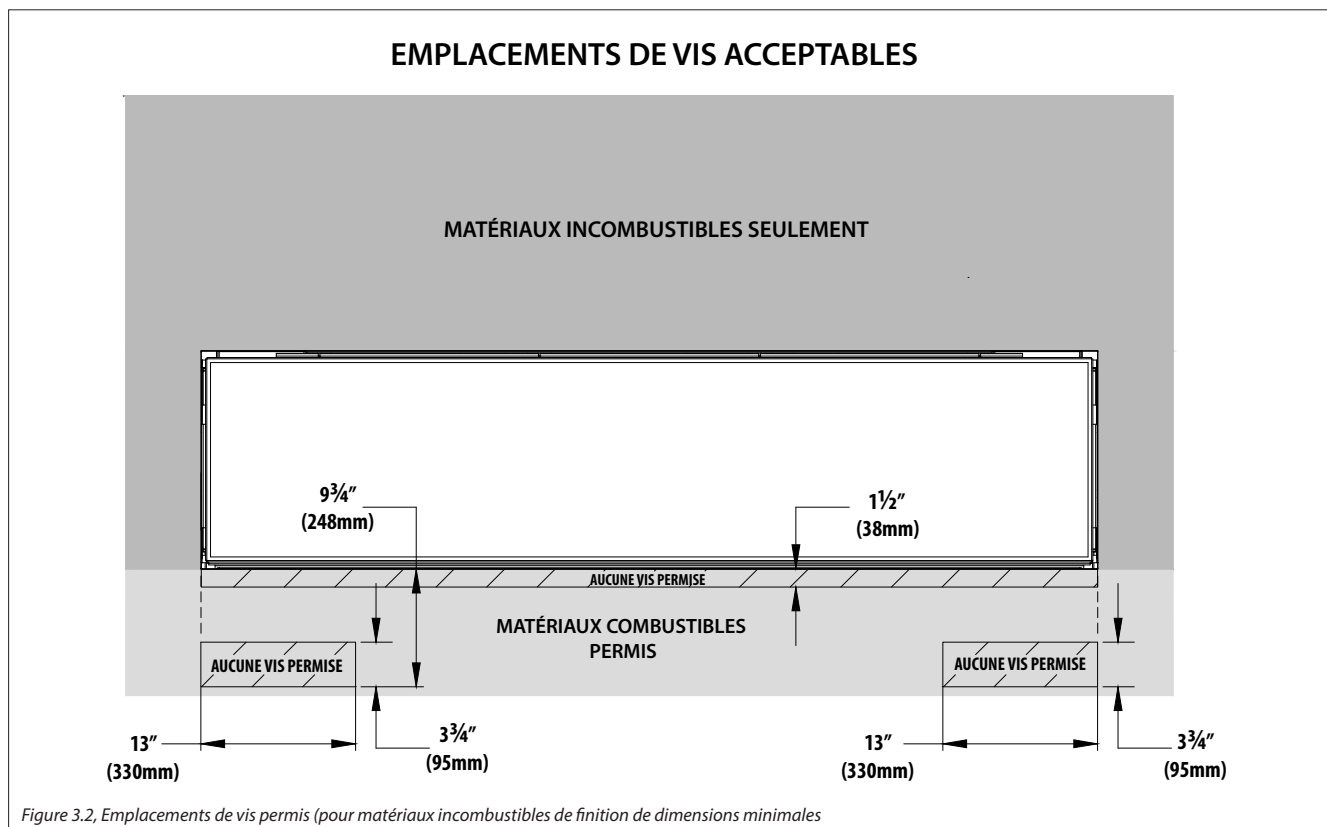 EMPLACEMENTS DE VIS ACCEPTABLES
MATÉRIAUX INCOMBUSTIBLES SEULEMENT
9¾"
(248mm)
1½"
(38mm)
AUCUNE VIS PERMISE
MATÉRIAUX COMBUSTIBLES
PERMIS
AUCUNE VIS PERMISE
AUCUNE VIS PERMISE
13"
(330mm)
3¾"
(95mm)
13"
(330mm)
3¾"
(95mm)
Figure 3.2, Emplacements de vis permis (pour matériaux incombustibles de finition de dimensions minimales